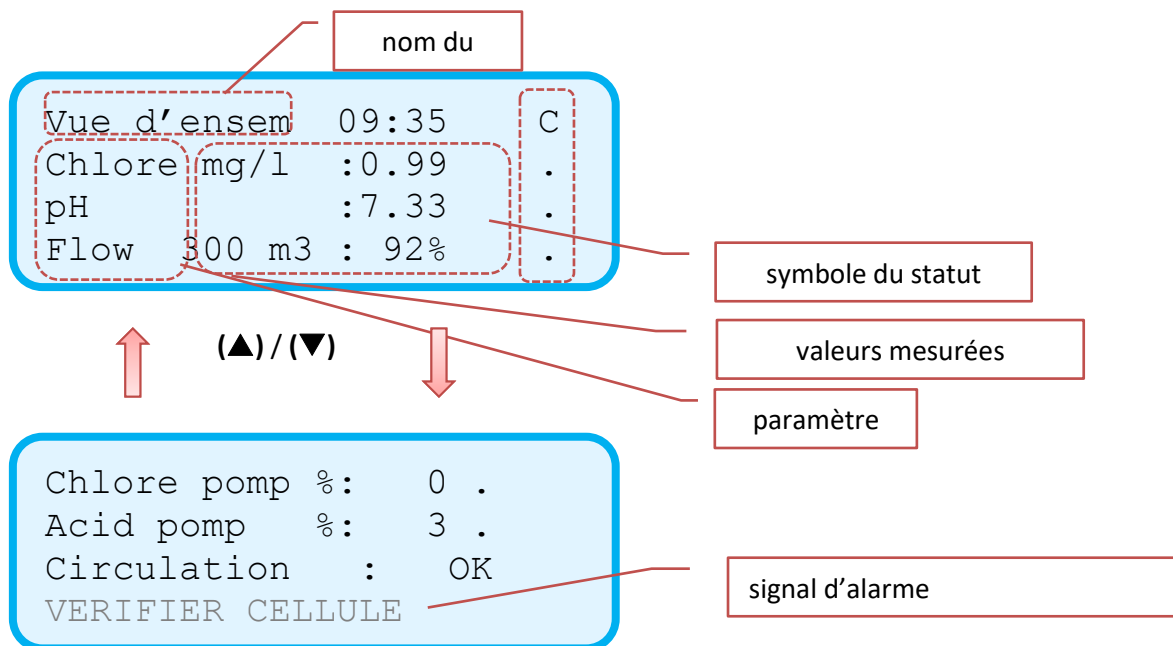 nom du
Vue d’ensem 09:35 C
Chlore mg/l :0.99 .
pH :7.33 .
Flow 300 m3 : 92% .
symbole du statut
(▲) / (▼)
valeurs mesurées
paramètre
Chlore pomp %: 0 .
Acid pomp %: 3 .
Circulation : OK
VERIFIER CELLULE
signal d’alarme